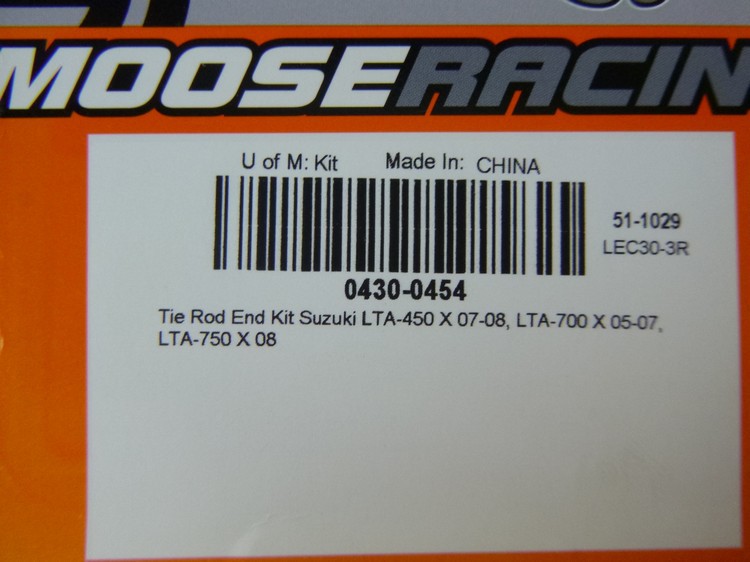 MOOSERACIN
U of M: Kit Made In: CHINA
51-1029
LEC30-3R
0430-0454
Tie Rod End Kit Suzuki LTA-450 X 07-08, LTA-700 X 05-07,
LTA-750 X 08